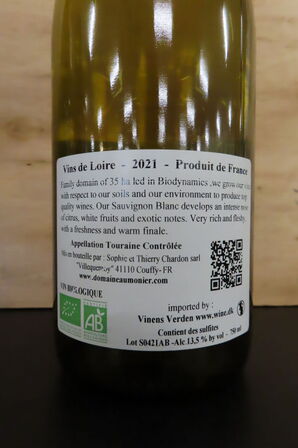 Vins de Loire - 2021 - Produit de France
Family domain of 35 ha led in Biodynamics ,we grow our
with respect to our soils and our environment to produce top
quality wines. Our Sauvignon Blanc develops an intense nose
of citrus, white fruits and exotic notes. Very rich and fleshy,
with a freshness and warm finale.
Appellation Touraine Contrôlée
Mis en bouteille par : Sophie et Thierry Chardon sarl
"Villequemoy" 41110 Couffy- FR
www.domaineaumonier.com
VIN BIOLOGIQUE
AB
imported by :
Vinens Verden www.wine.dk
Contient des sulfites
Lot S0421AB -Alc 13,5 % by vol - 750 ml